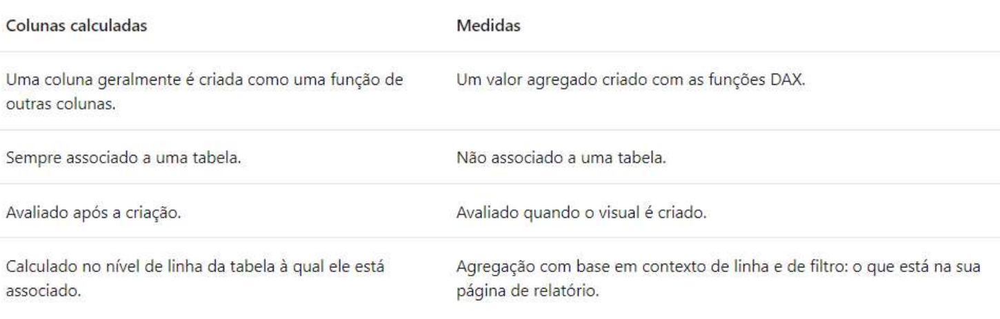 Colunas calculadas
Medidas
Uma coluna geralmente é criada como uma função de
outras colunas.
Um valor agregado criado com as funções DAX.
Sempre associado a uma tabela.
Não associado a uma tabela.
Avaliado após a criação.
Avaliado quando o visual é criado.
Calculado no nível de linha da tabela à qual ele está
associado.
Agregação com base em contexto de linha e de filtro: o que está na sua
página de relatório.